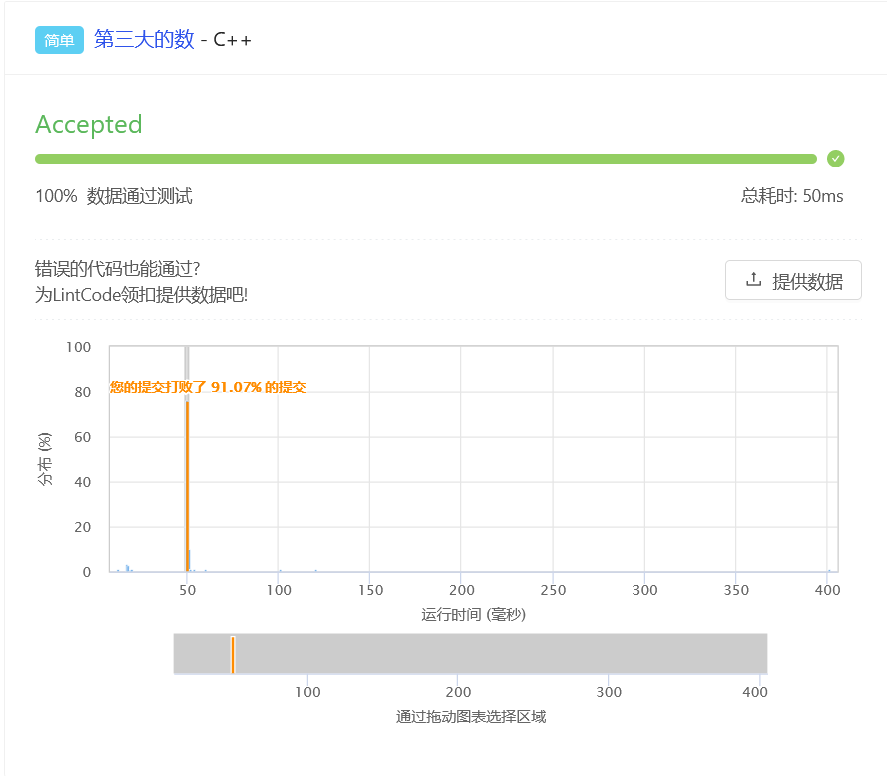 简单 第三大的数 - C++
Accepted
100% 数据通过测试 总耗时: 50ms
错误的代码也能通过?
为LintCode领扣提供数据吧!
提供数据
100
80
60
40
20
0
分布 (%)
您的提交打败了 91.07% 的提交
50 100 150 200 250 300 350 400
运行时间 (毫秒)
100 200 300 400
通过拖动图表选择区域